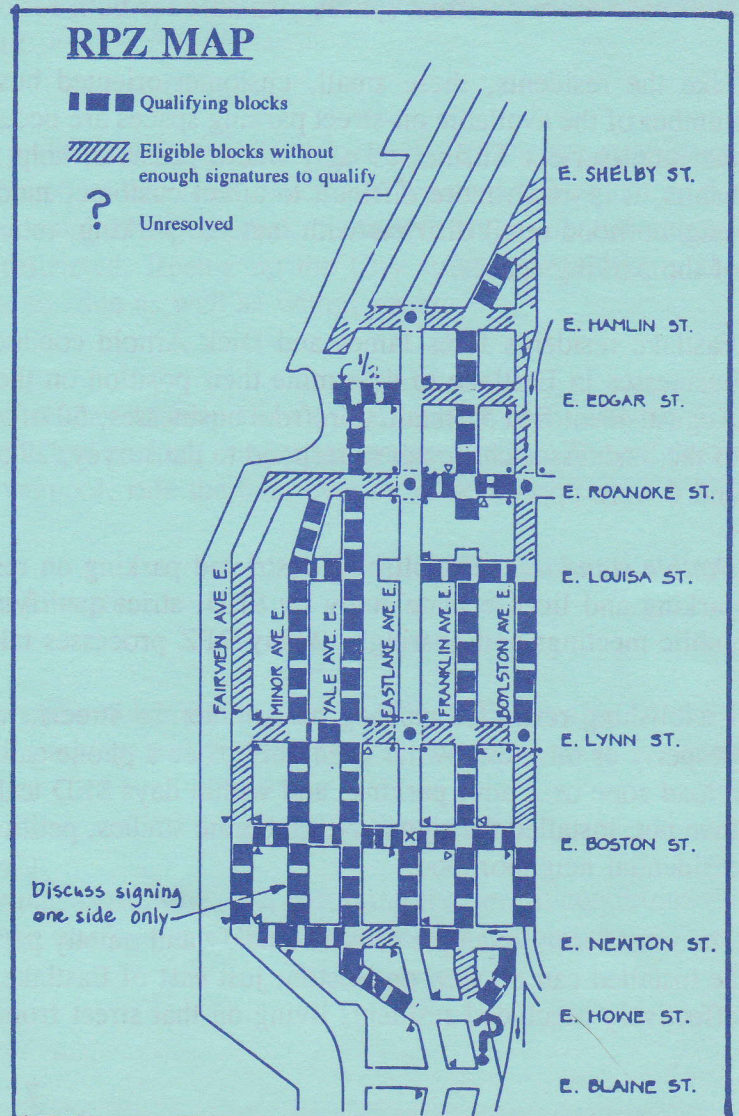 RPZ MAP
Qualifying blocks
Eligible blocks without
enough signatures to qualify
?
Unresolved
E. SHELBY ST.
E. HAMLIN ST.
1/2
E. EDGAR ST.
E. ROANOKE ST.
E. LOUISA ST.
FAIRVIEW AVE. E.
MINOR AVE. E.
YALE AVE. E.
EASTLAKE AVE. E.
FRANKLIN AVE. E.
BOYLSTON AVE. E.
E. LYNN ST.
E. BOSTON ST.
Discuss signing
one side only
E. NEWTON ST.
E. HOWE ST.
?
E. BLAINE ST.